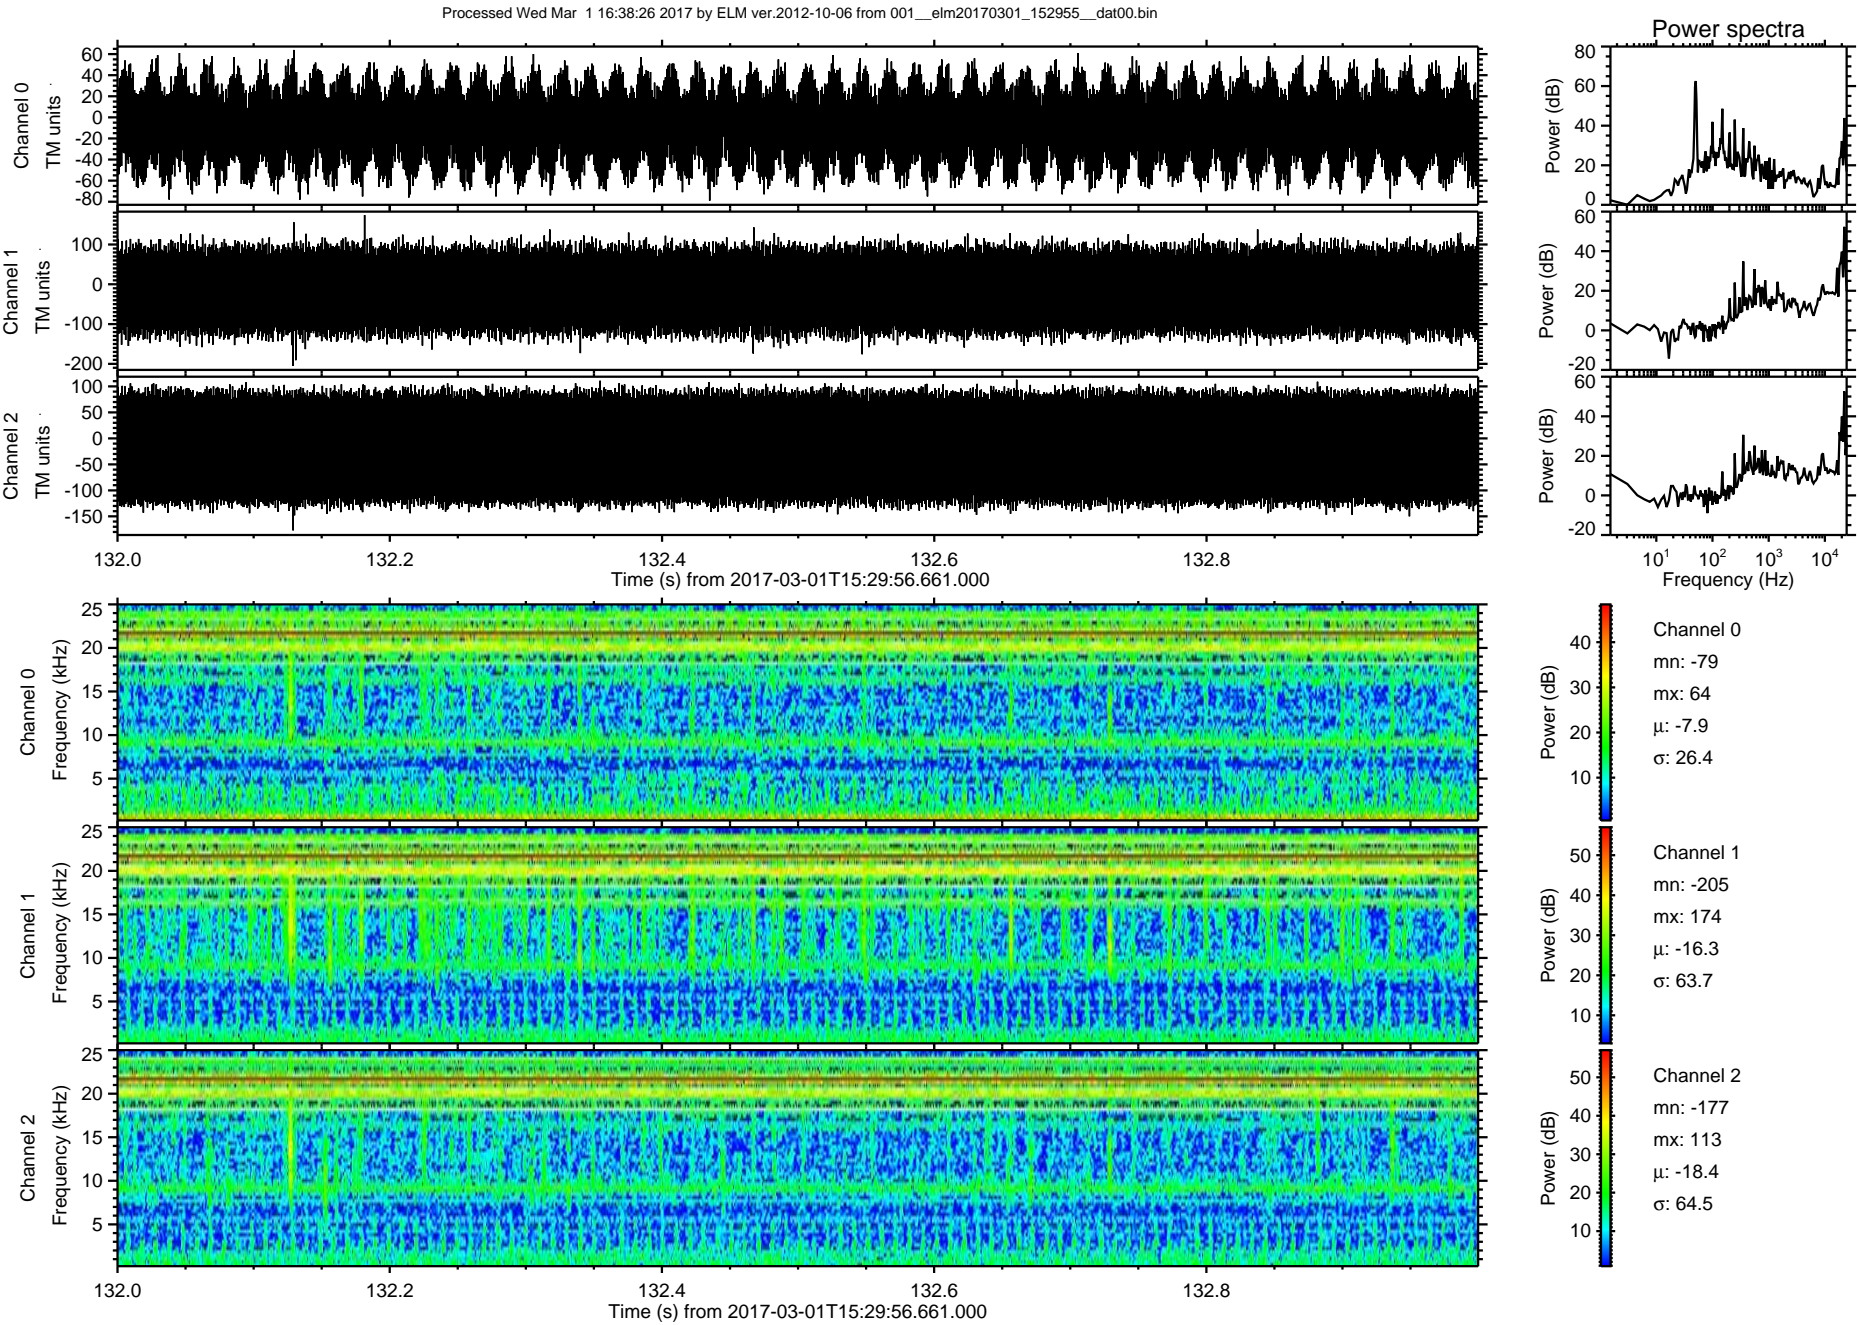 Processed Wed Mar 1 16:38:26 2017 by ELM ver.2012-10-06 from 001__elm20170301_152955__dat00.bin
Power spectra
Channel 0
TM units
60
40
20
0
-20
-40
-60
-80
Power (dB)
80
60
40
20
0
Channel 1
TM units
100
0
-100
-200
Power (dB)
60
40
20
0
-20
Channel 2
TM units
100
50
0
-50
-100
-150
Power (dB)
60
40
20
0
-20
132.0 132.2 132.4 132.6 132.8
Time (s) from 2017-03-01T15:29:56.661.000
10^1 10^2 10^3 10^4
Frequency (Hz)
Channel 0
Frequency (kHz)
25
20
15
10
5
Power (dB)
40
30
20
10
Channel 0
mn: -79
mx: 64
μ: -7.9
σ: 26.4
Channel 1
Frequency (kHz)
25
20
15
10
5
Power (dB)
50
40
30
20
10
Channel 1
mn: -205
mx: 174
μ: -16.3
σ: 63.7
Channel 2
Frequency (kHz)
25
20
15
10
5
Power (dB)
50
40
30
20
10
Channel 2
mn: -177
mx: 113
μ: -18.4
σ: 64.5
132.0 132.2 132.4 132.6 132.8
Time (s) from 2017-03-01T15:29:56.661.000